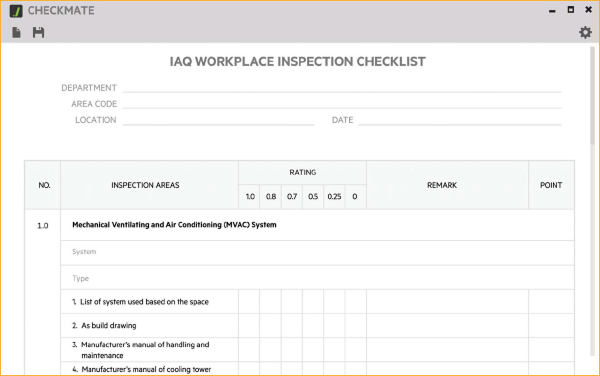 CHECKMATE
IAQ WORKPLACE INSPECTION CHECKLIST
DEPARTMENT
AREA CODE
LOCATION DATE
RATING
NO. INSPECTION AREAS REMARK POINT
1.0 0.8 0.7 0.5 0.25 0
1.0 Mechanical Ventilating and Air Conditioning (MVAC) System
System
Type
1. List of system used based on the space
2. As build drawing
3. Manufacturer's manual of handling and
maintenance
4. Manufacturer's manual of cooling tower